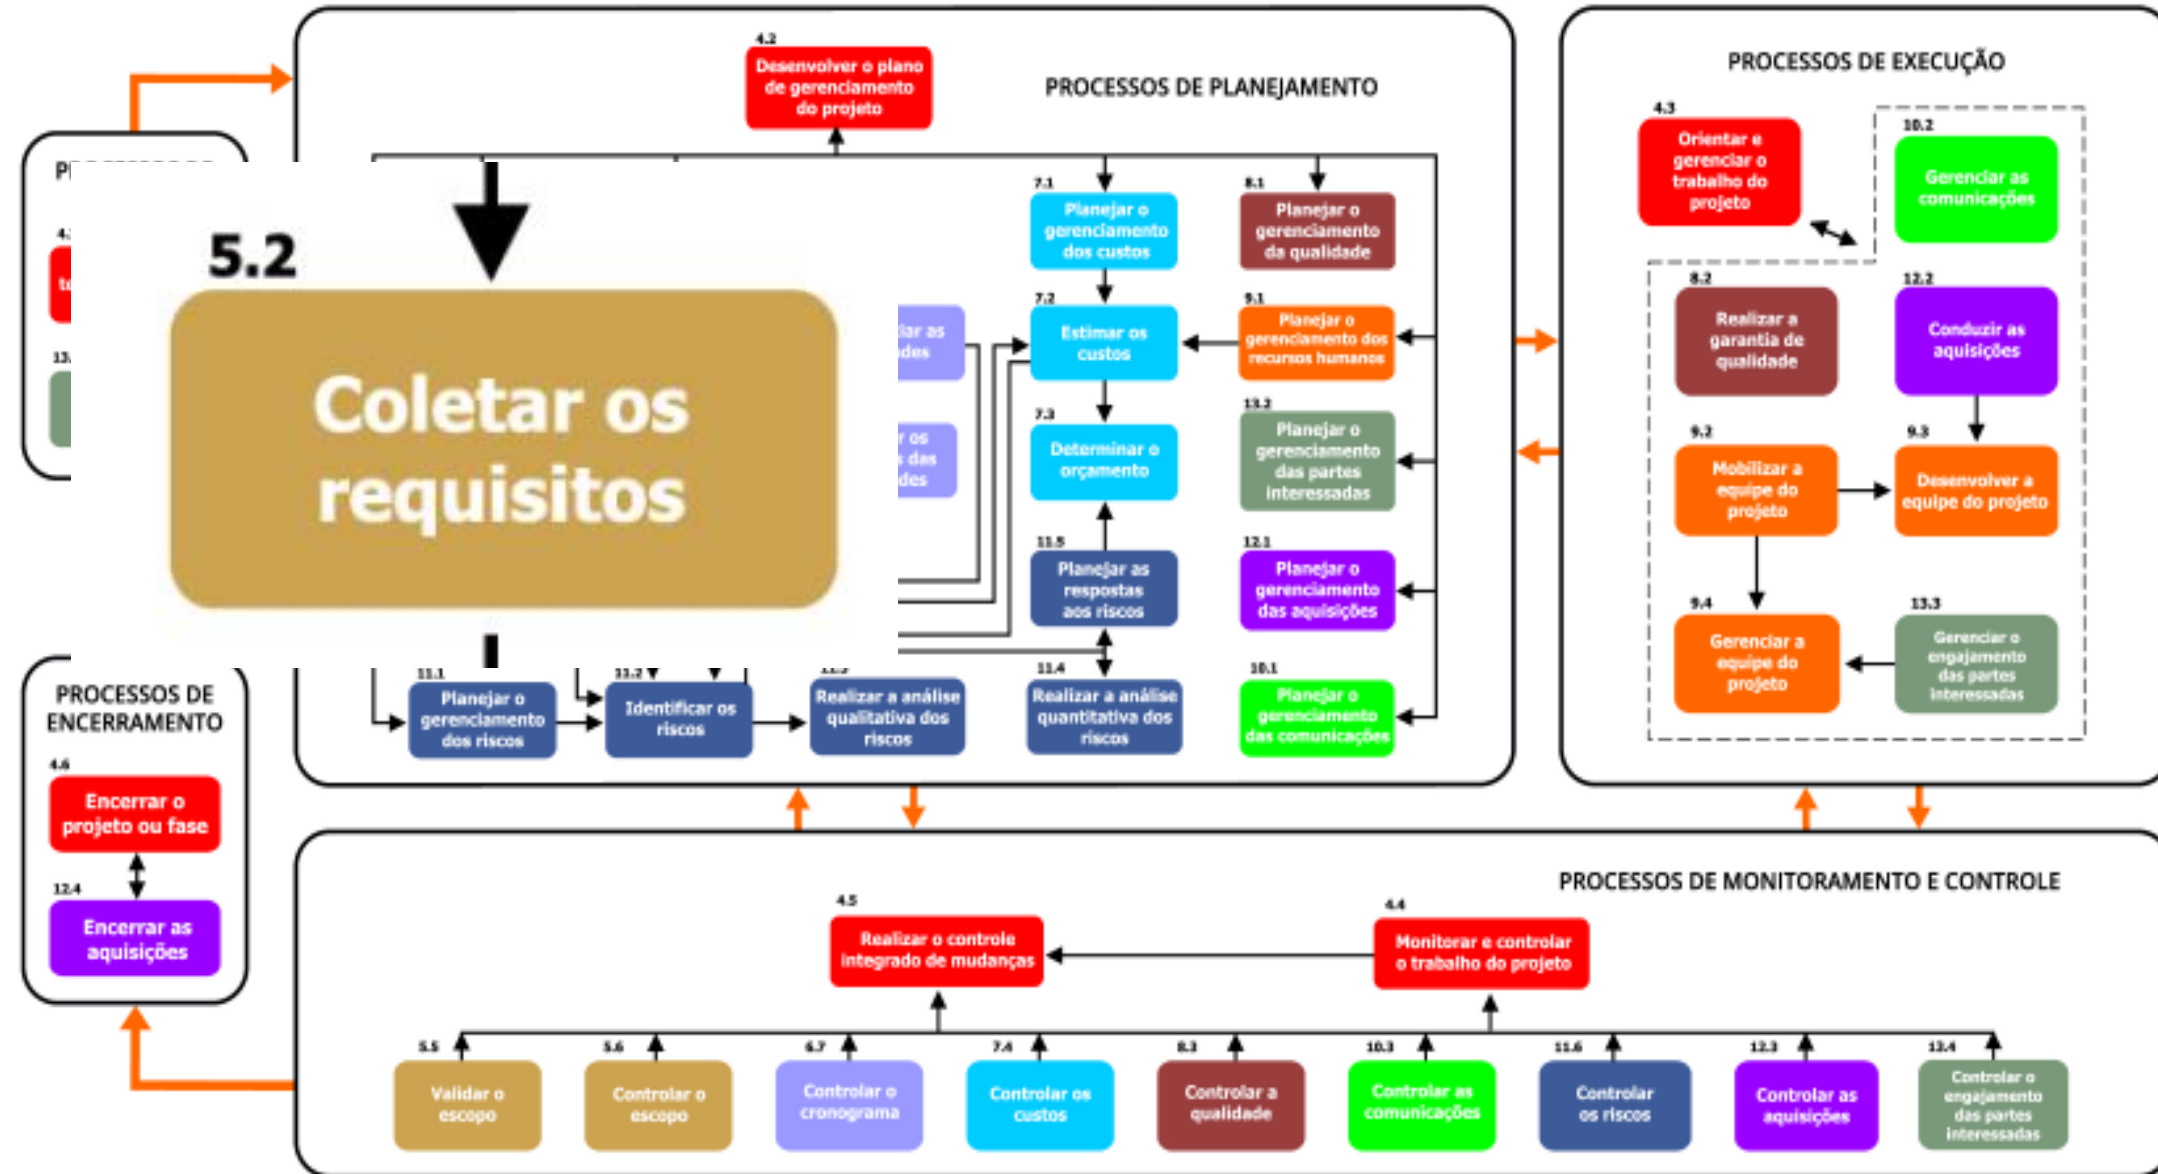 4.2
Desenvolver o plano
de gerenciamento
do projeto
PROCESSOS DE PLANEJAMENTO
5.2
Coletar os
requisitos
7.1
Planejar o
gerenciamento
dos custos
8.1
Planejar o
gerenciamento
da qualidade
7.2
Estimar os
custos
9.1
Planejar o
gerenciamento dos
recursos humanos
7.3
Determinar o
orçamento
13.2
Planejar o
gerenciamento
das partes
interessadas
os
das
11.5
Planejar as
respostas
aos riscos
12.1
Planejar o
gerenciamento
das aquisições
11.1
Planejar o
gerenciamento
dos riscos
11.2
Identificar os
riscos
Realizar a análise
qualitativa dos
riscos
11.4
Realizar a análise
quantitativa dos
riscos
10.1
Planejar o
gerenciamento
das comunicações
PROCESSOS DE EXECUÇÃO
4.3
Orientar e
gerenciar o
trabalho do
projeto
10.2
Gerenciar as
comunicações
8.2
Realizar a
garantia de
qualidade
12.2
Conduzir as
aquisições
9.2
Mobilizar a
equipe do
projeto
9.3
Desenvolver a
equipe do projeto
9.4
Gerenciar a
equipe do
projeto
13.3
Gerenciar o
engajamento
das partes
interessadas
PROCESSOS DE
ENCERRAMENTO
4.6
Encerrar o
projeto ou fase
12.4
Encerrar as
aquisições
PROCESSOS DE MONITORAMENTO E CONTROLE
4.5
Realizar o controle
integrado de mudanças
4.4
Monitorar e controlar
o trabalho do projeto
5.5
Validar o
escopo
5.6
Controlar o
escopo
6.7
Controlar o
cronograma
7.4
Controlar os
custos
8.3
Controlar a
qualidade
10.3
Controlar as
comunicações
11.6
Controlar
os riscos
12.3
Controlar as
aquisições
13.4
Controlar o
engajamento
das partes
interessadas